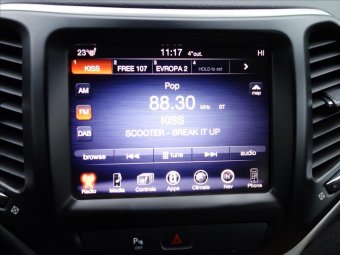 23° 11:17 4°out. HI
1 KISS 2 FREE 107 3 EVROPA 2 4 HOLD to set
Pop
AM
88.30 MHz ST
map
FM
KISS
DAB
SCOOTER - BREAK IT UP
browse tune audio
Radio Media Controls Apps Climate Nav Phone
P OFF